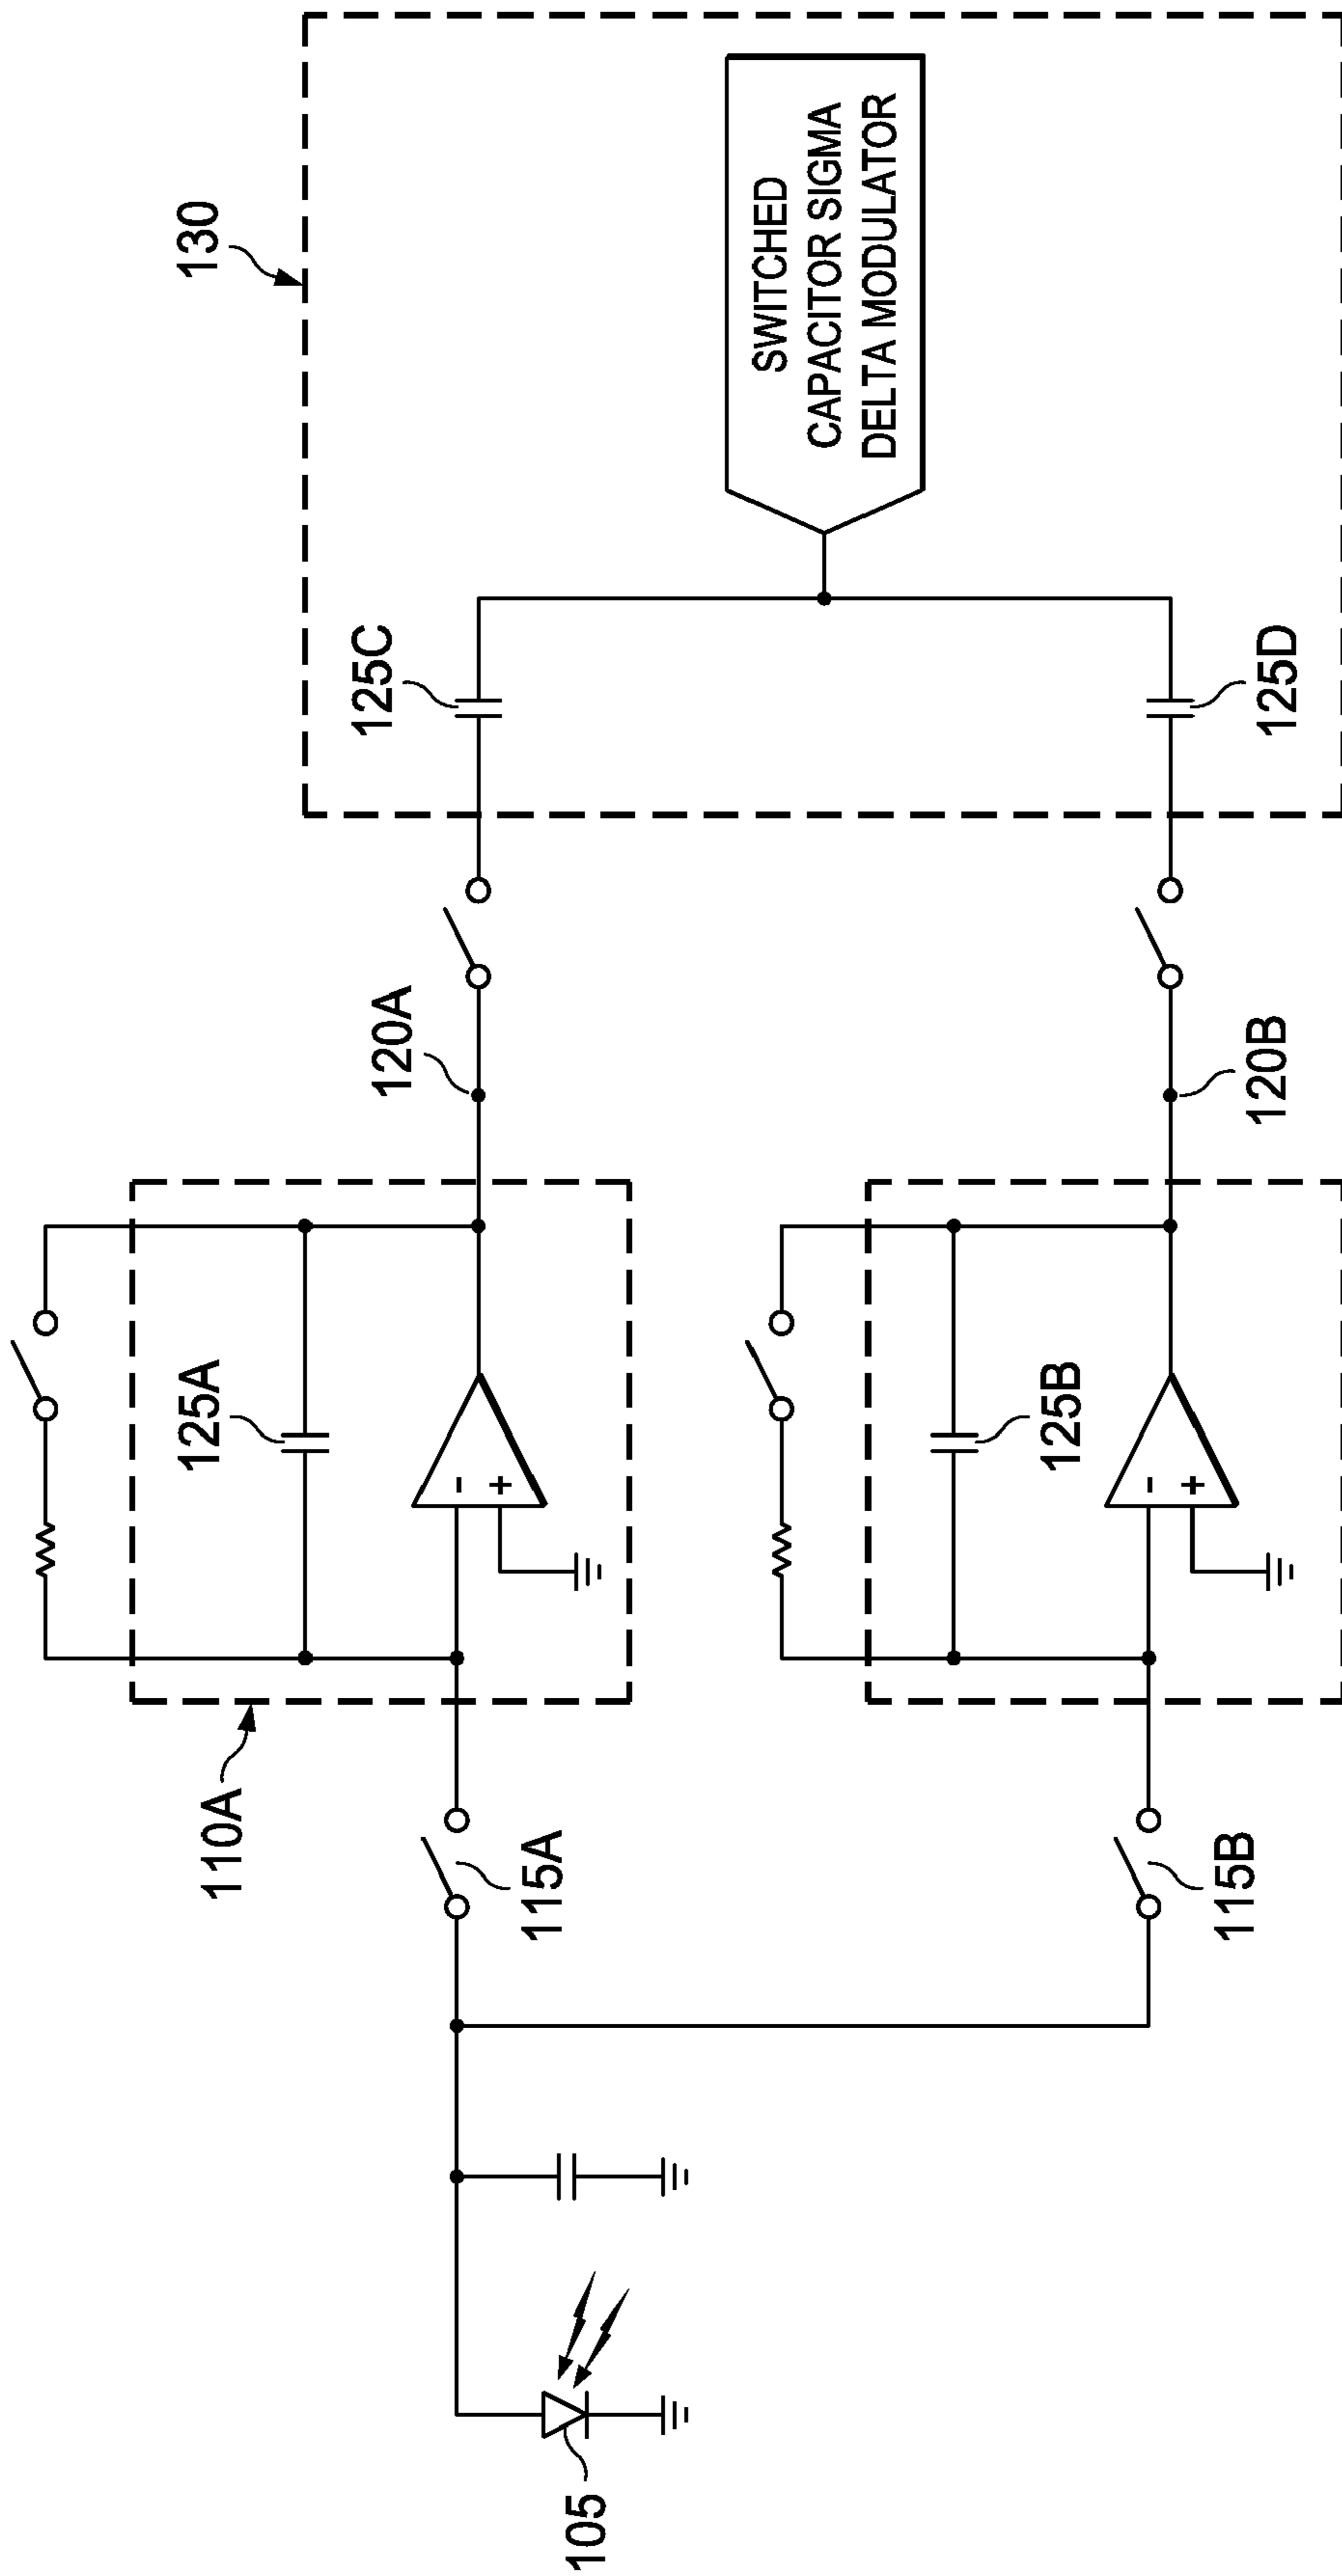 130
SWITCHED
CAPACITOR SIGMA
DELTA MODULATOR
125C
125D
120A
120B
125A
-
+
110A
125B
-
+
115A
115B
105